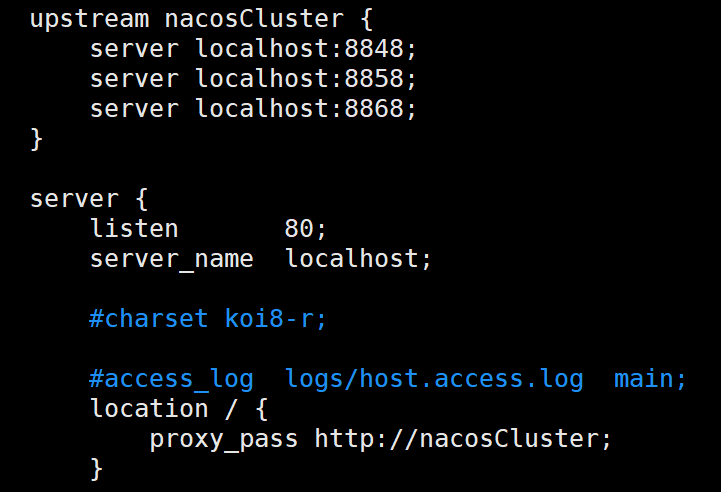 upstream nacosCluster {
    server localhost:8848;
    server localhost:8858;
    server localhost:8868;
}

server {
    listen       80;
    server_name  localhost;

    #charset koi8-r;

    #access_log  logs/host.access.log  main;
    location / {
        proxy_pass http://nacosCluster;
    }